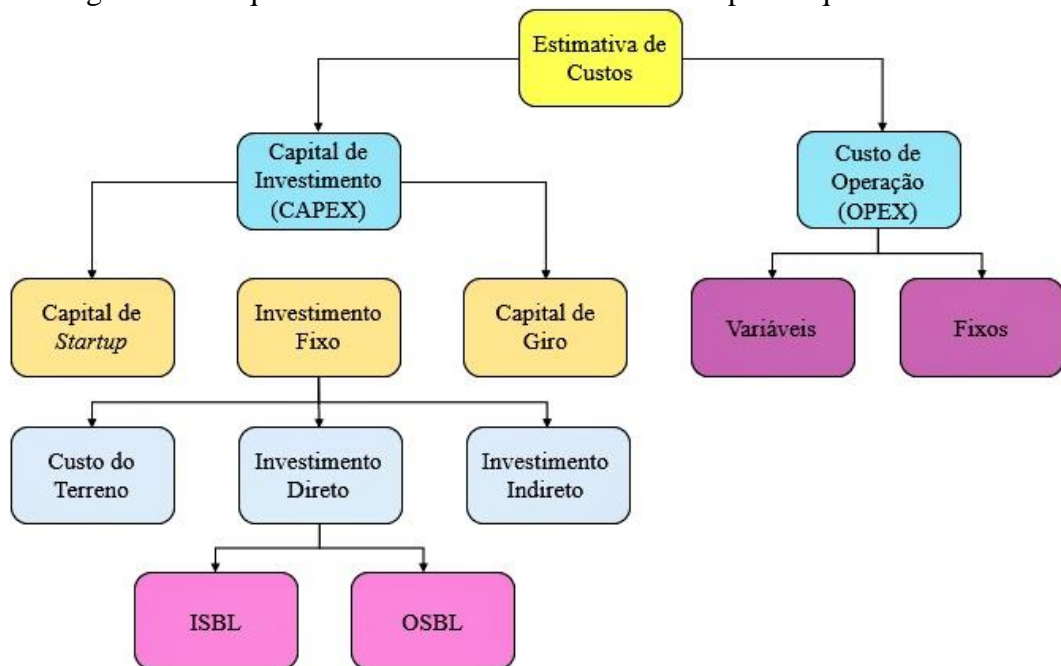 Estimativa de
Custos
Capital de
Investimento
(CAPEX)
Custo de
Operação
(OPEX)
Capital de
Startup
Investimento
Fixo
Capital de
Giro
Variáveis
Fixos
Custo do
Terreno
Investimento
Direto
Investimento
Indireto
ISBL
OSBL